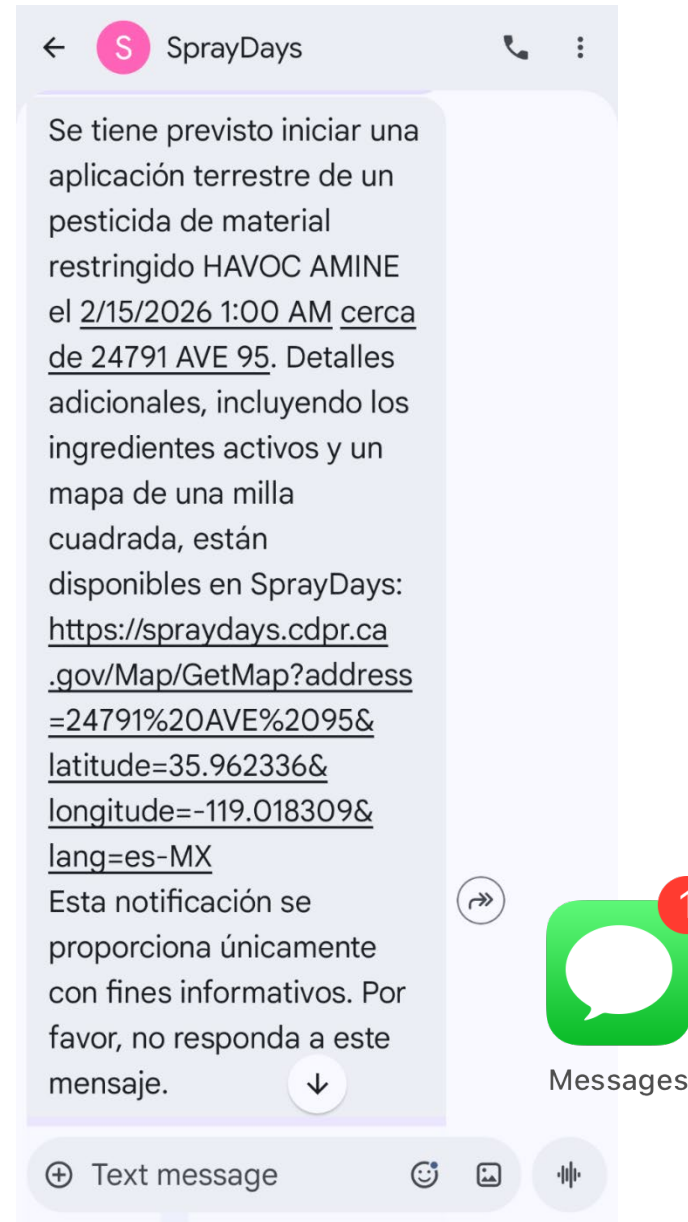 S SprayDays
Se tiene previsto iniciar una
aplicación terrestre de un
pesticida de material
restringido HAVOC AMINE
el 2/15/2026 1:00 AM cerca
de 24791 AVE 95. Detalles
adicionales, incluyendo los
ingredientes activos y un
mapa de una milla
cuadrada, están
disponibles en SprayDays:
https://spraydays.cdpr.ca
.gov/Map/GetMap?address
=24791%20AVE%2095&
latitude=35.962336&
longitude=-119.018309&
lang=es-MX
Esta notificación se
proporciona únicamente
con fines informativos. Por
favor, no responda a este
mensaje.
1
Messages
Text message